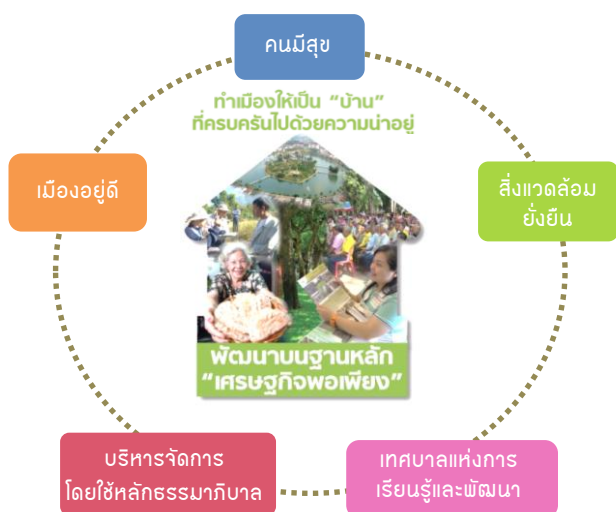 คนมีสุข
ทำเมืองให้เป็น “บ้าน”
ที่ครบครันไปด้วยความน่าอยู่
เมืองอยู่ดี
สิ่งแวดล้อม
ยั่งยืน
พัฒนาบนฐานหลัก
“เศรษฐกิจพอเพียง”
บริหารจัดการ
โดยใช้หลักธรรมาภิบาล
เทศบาลแห่งการ
เรียนรู้และพัฒนา